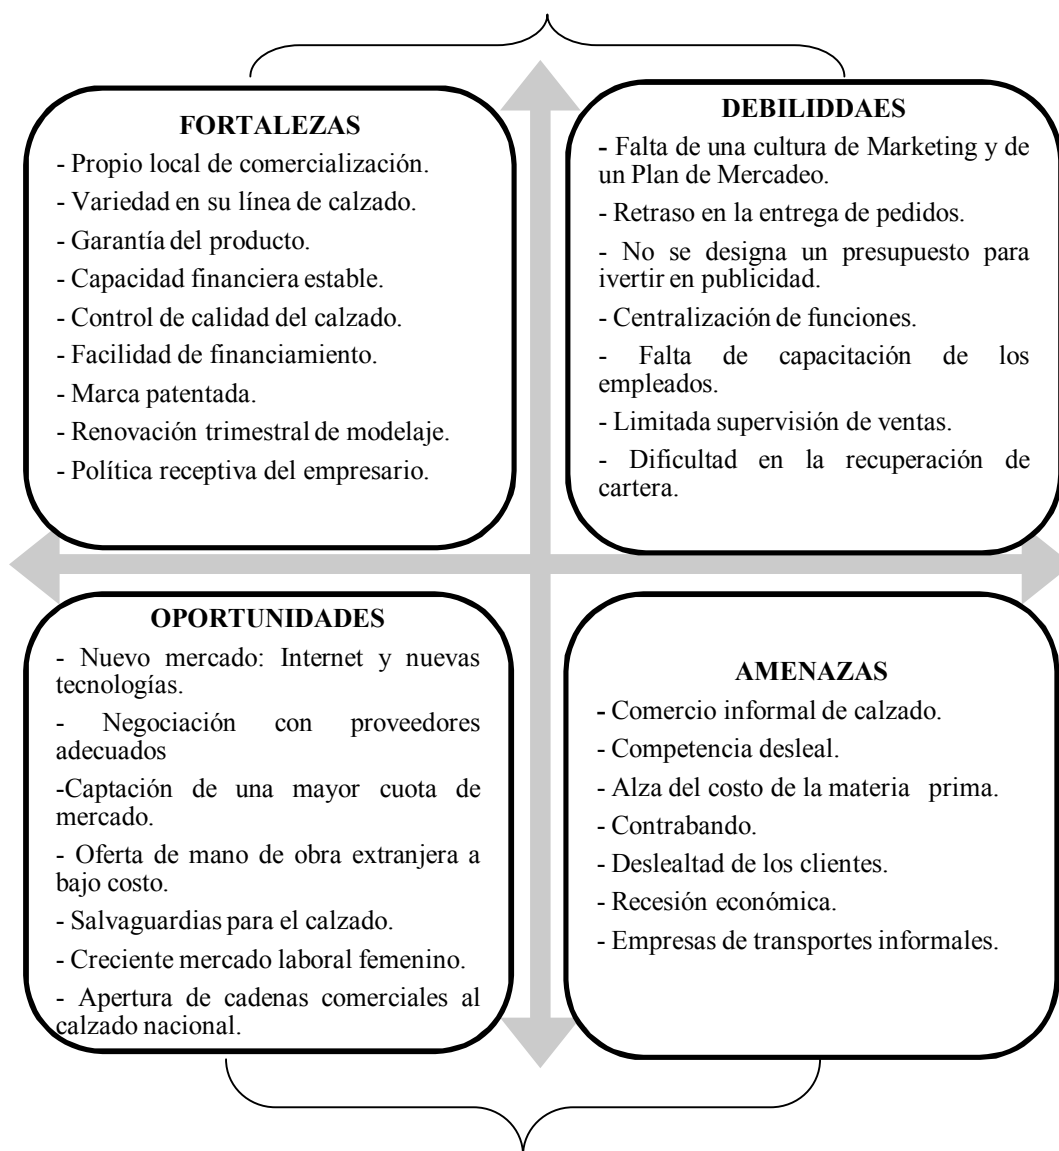 FORTALEZAS
- Propio local de comercialización.
- Variedad en su línea de calzado.
- Garantía del producto.
- Capacidad financiera estable.
- Control de calidad del calzado.
- Facilidad de financiamiento.
- Marca patentada.
- Renovación trimestral de modelaje.
- Política receptiva del empresario.
DEBILIDDAES
- Falta de una cultura de Marketing y de
un Plan de Mercadeo.
- Retraso en la entrega de pedidos.
- No se designa un presupuesto para
ivertir en publicidad.
- Centralización de funciones.
- Falta de capacitación de los
empleados.
- Limitada supervisión de ventas.
- Dificultad en la recuperación de
cartera.
OPORTUNIDADES
- Nuevo mercado: Internet y nuevas
tecnologías.
- Negociación con proveedores
adecuados
-Captación de una mayor cuota de
mercado.
- Oferta de mano de obra extranjera a
bajo costo.
- Salvaguardias para el calzado.
- Creciente mercado laboral femenino.
- Apertura de cadenas comerciales al
calzado nacional.
AMENAZAS
- Comercio informal de calzado.
- Competencia desleal.
- Alza del costo de la materia prima.
- Contrabando.
- Deslealtad de los clientes.
- Recesión económica.
- Empresas de transportes informales.